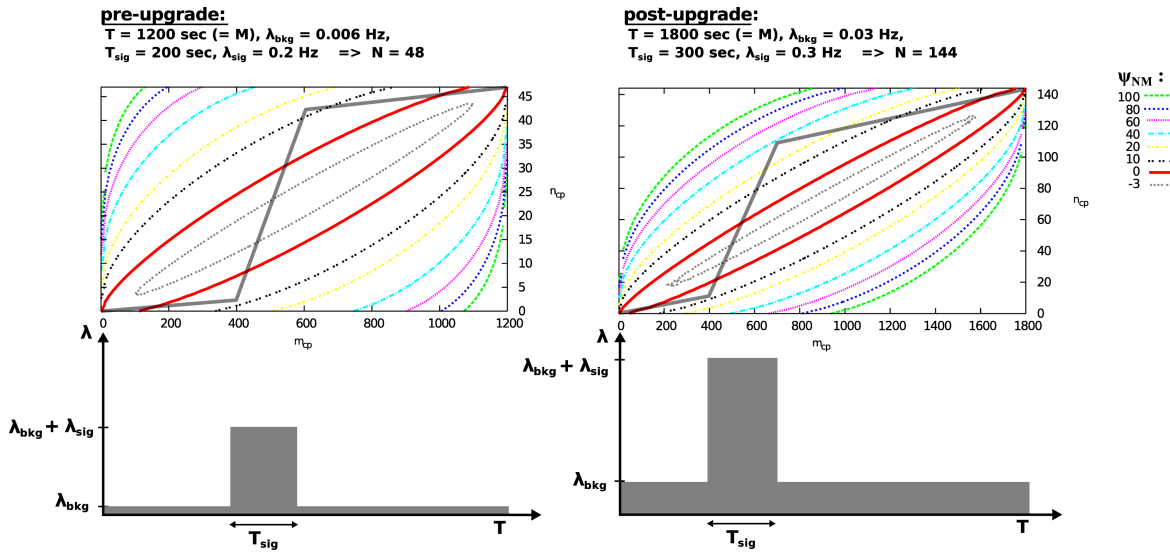 pre-upgrade:
T = 1200 sec (= M), λbkg = 0.006 Hz,
Tsig = 200 sec, λsig = 0.2 Hz => N = 48
post-upgrade:
T = 1800 sec (= M), λbkg = 0.03 Hz,
Tsig = 300 sec, λsig = 0.3 Hz => N = 144
45
40
35
30
25
20
15
10
5
0
ncp
0 200 400 600 800 1000 1200
mcp
140
120
100
80
60
40
20
0
ncp
0 200 400 600 800 1000 1200 1400 1600 1800
mcp
ψNM :
100
80
60
40
20
10
0
-3
λ
λbkg + λsig
λbkg
Tsig
T
λ
λbkg + λsig
λbkg
Tsig
T